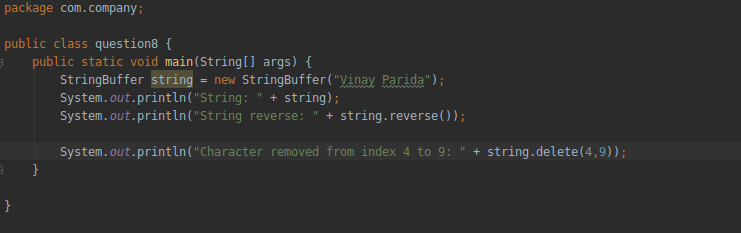 package com.company;
public class question8 {
public static void main(String[] args) {
StringBuffer string = new StringBuffer("Vinay Parida");
System.out.println("String: " + string);
System.out.println("String reverse: " + string.reverse());
System.out.println("Character removed from index 4 to 9: " + string.delete(4,9));
}
}